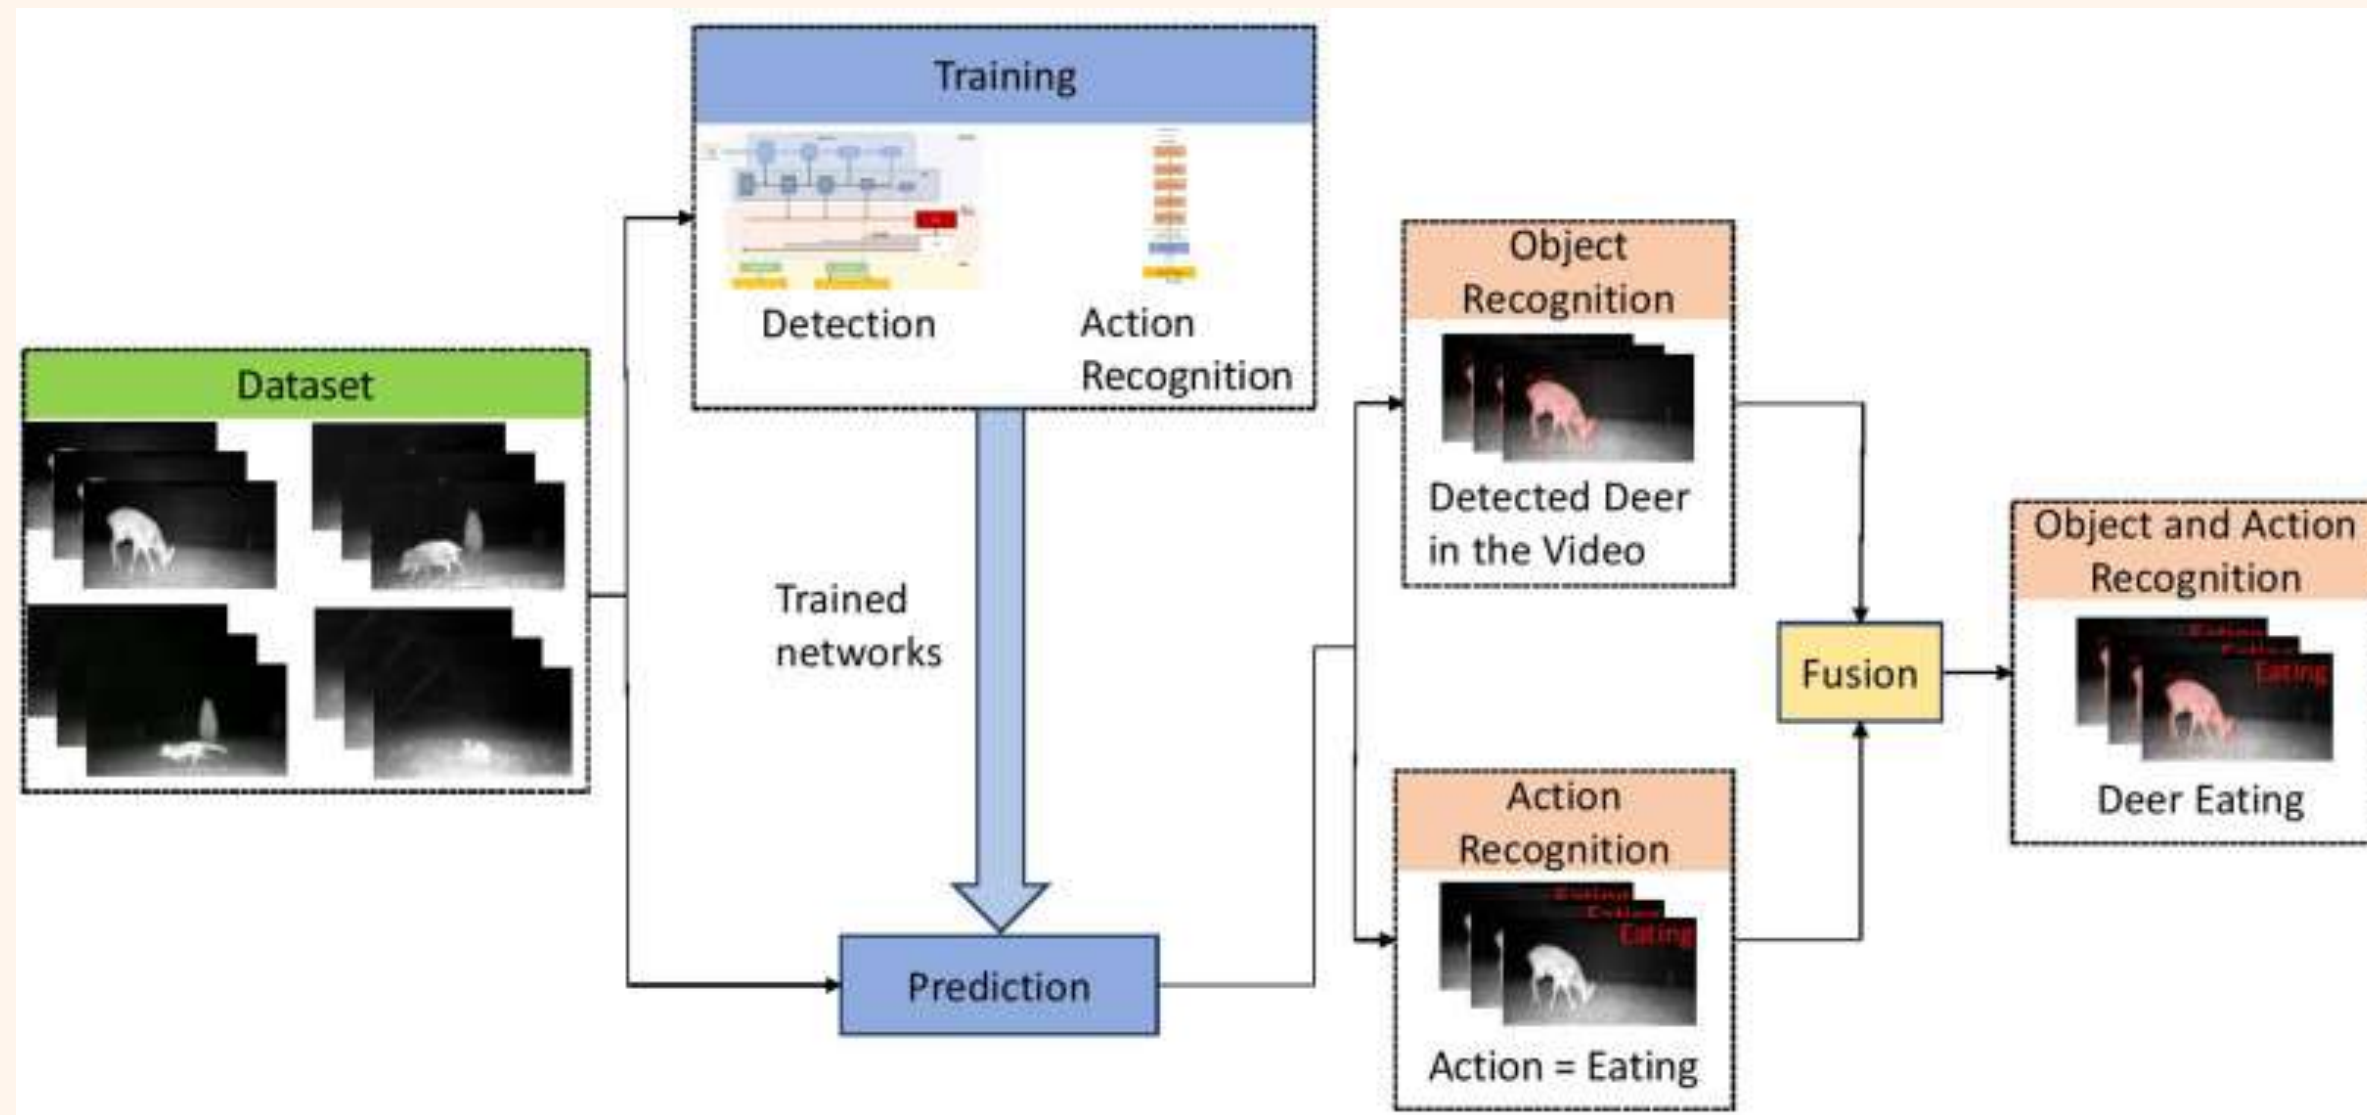 Training
Detection
Action
Recognition
Dataset
Trained
networks
Prediction
Object
Recognition
Detected Deer
in the Video
Action
Recognition
Eating
Action = Eating
Fusion
Object and Action
Recognition
Eating
Deer Eating